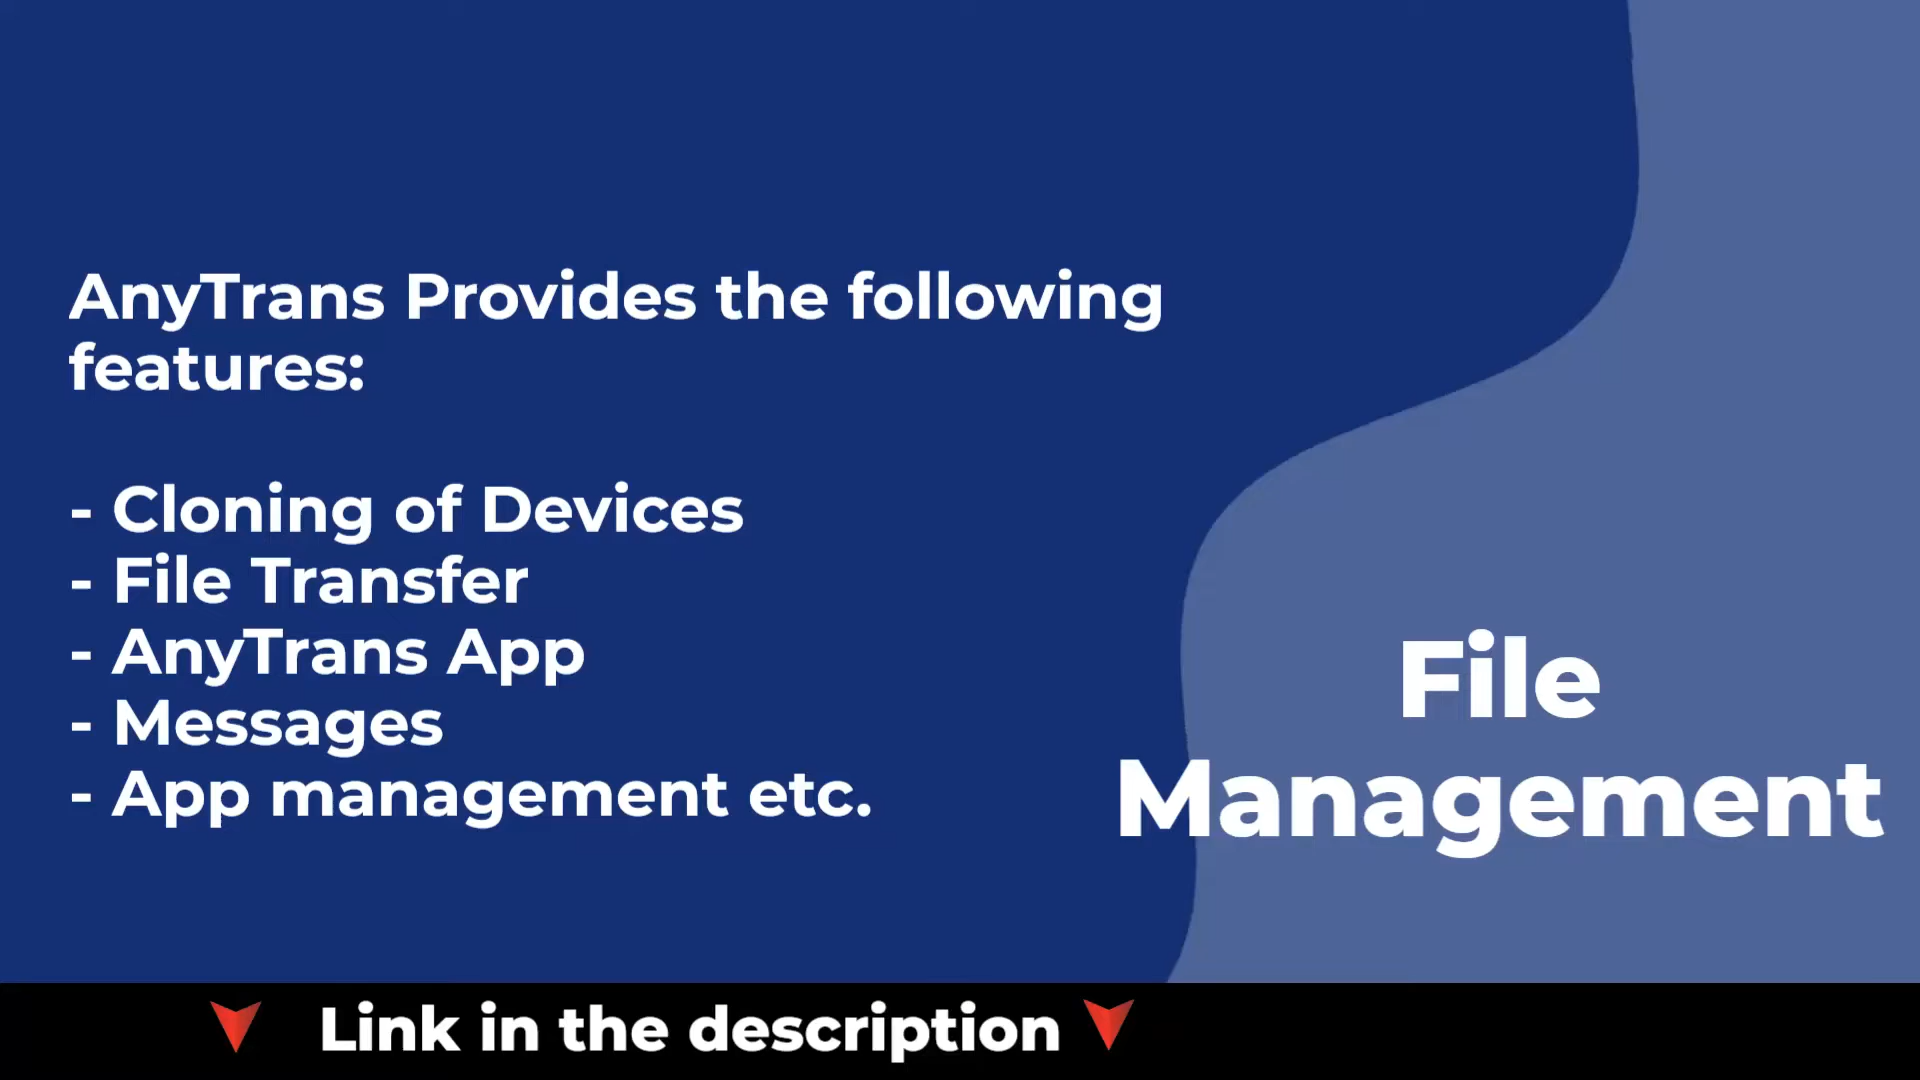 AnyTrans Provides the following
features:
- Cloning of Devices
- File Transfer
- AnyTrans App
- Messages
- App management etc.
File
Management
Link in the description